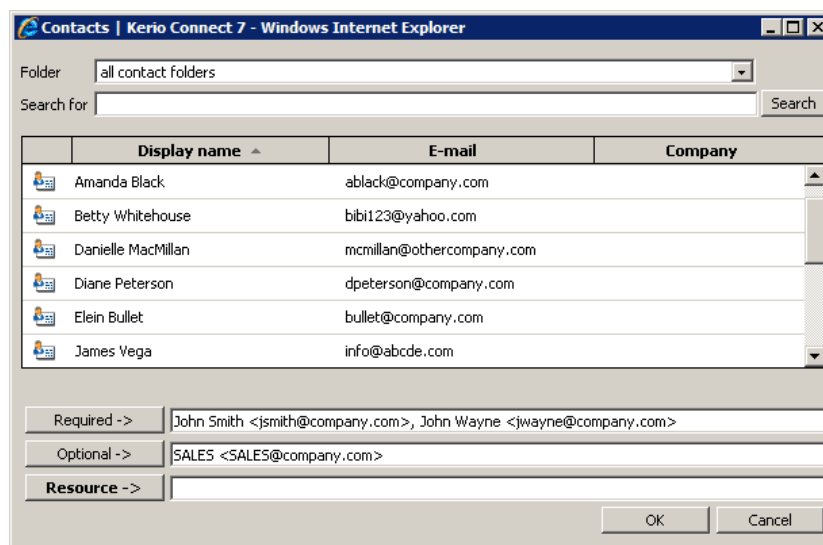 Contacts | Kerio Connect 7 - Windows Internet Explorer
Folder all contact folders
Search for Search
Display name E-mail Company
Amanda Black ablack@company.com
Betty Whitehouse bibi123@yahoo.com
Danielle MacMillan mcmillan@othercompany.com
Diane Peterson dpeterson@company.com
Elein Bullet bullet@company.com
James Vega info@abcde.com
Required -> John Smith <jsmith@company.com>, John Wayne <jwayne@company.com>
Optional -> SALES <SALES@company.com>
Resource ->
OK Cancel